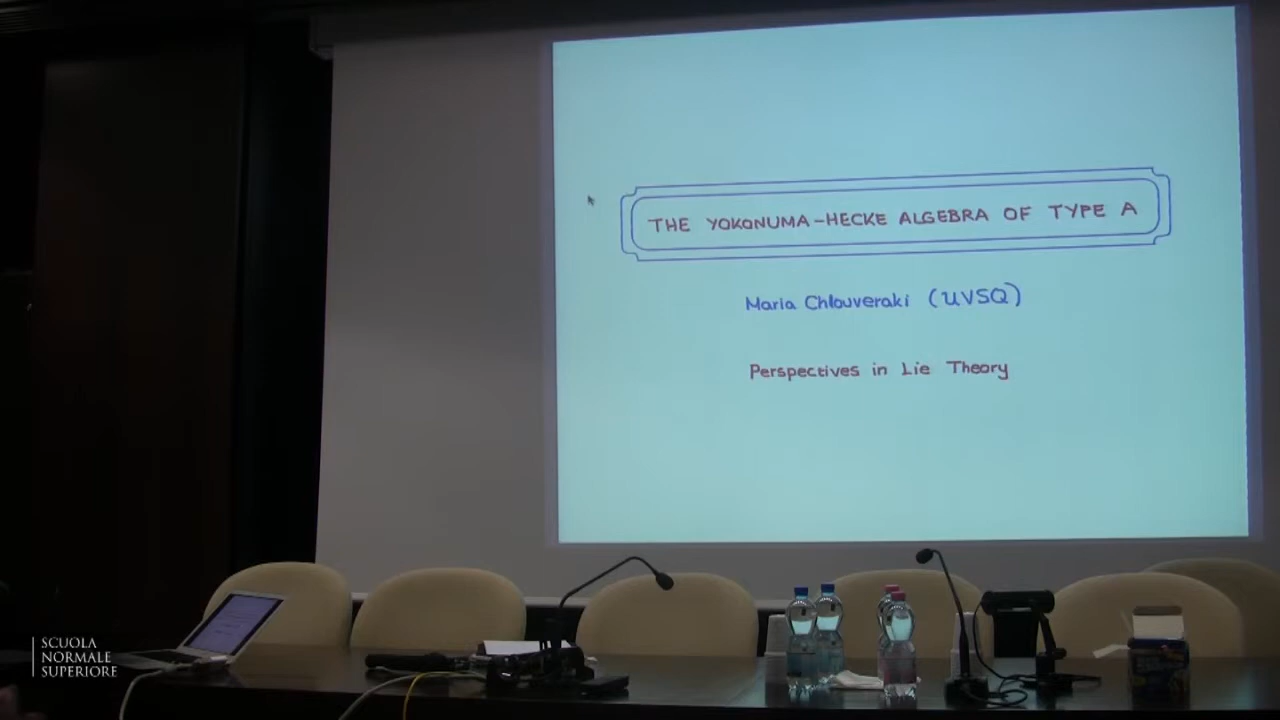 THE YOKONUMA-HECKE ALGEBRA OF TYPE A
Maria Chlouveraki (UVSQ)
Perspectives in Lie Theory
SCUOLA
NORMALE
SUPERIORE